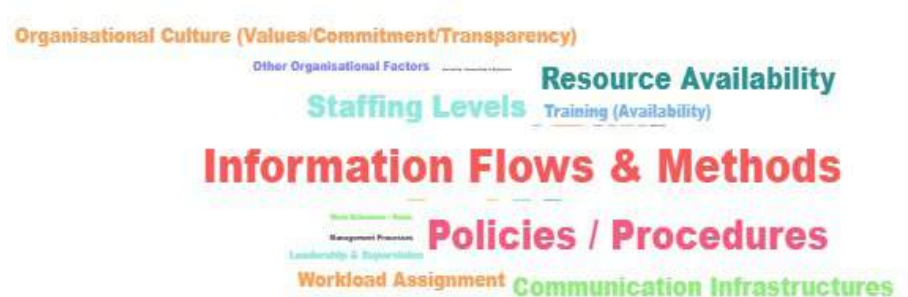 Organisational Culture (Values/Commitment/Transparency)
Other Organisational Factors
Resource Availability
Staffing Levels Training (Availability)
Information Flows & Methods
Management Processes
Policies / Procedures
Leadership & Supervision
Workload Assignment Communication Infrastructures